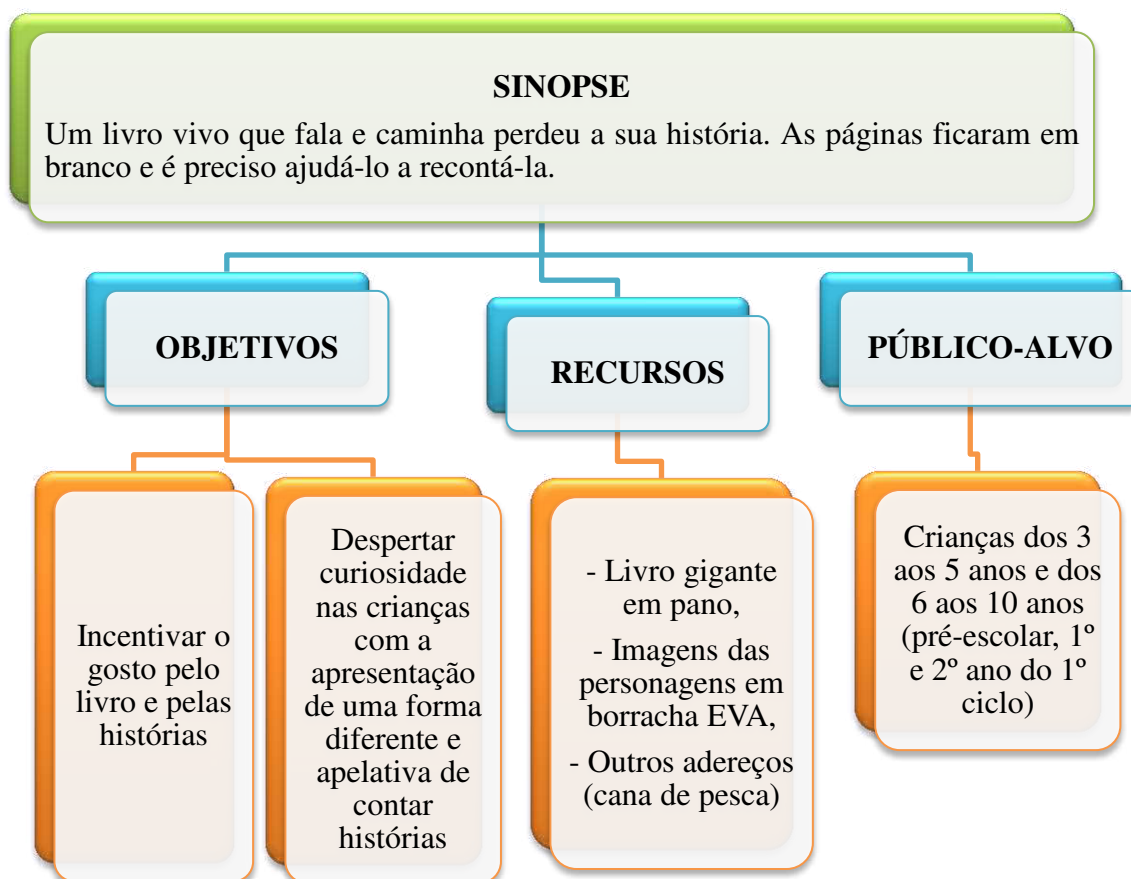 SINOPSE
Um livro vivo que fala e caminha perdeu a sua história. As páginas ficaram em
branco e é preciso ajudá-lo a recontá-la.
OBJETIVOS
RECURSOS
PÚBLICO-ALVO
Incentivar o
gosto pelo
livro e pelas
histórias
Despertar
curiosidade
nas crianças
com a
apresentação
de uma forma
diferente e
apelativa de
contar
histórias
- Livro gigante
em pano,
- Imagens das
personagens em
borracha EVA,
- Outros adereços
(cana de pesca)
Crianças dos 3
aos 5 anos e dos
6 aos 10 anos
(pré-escolar, 1º
e 2º ano do 1º
ciclo)